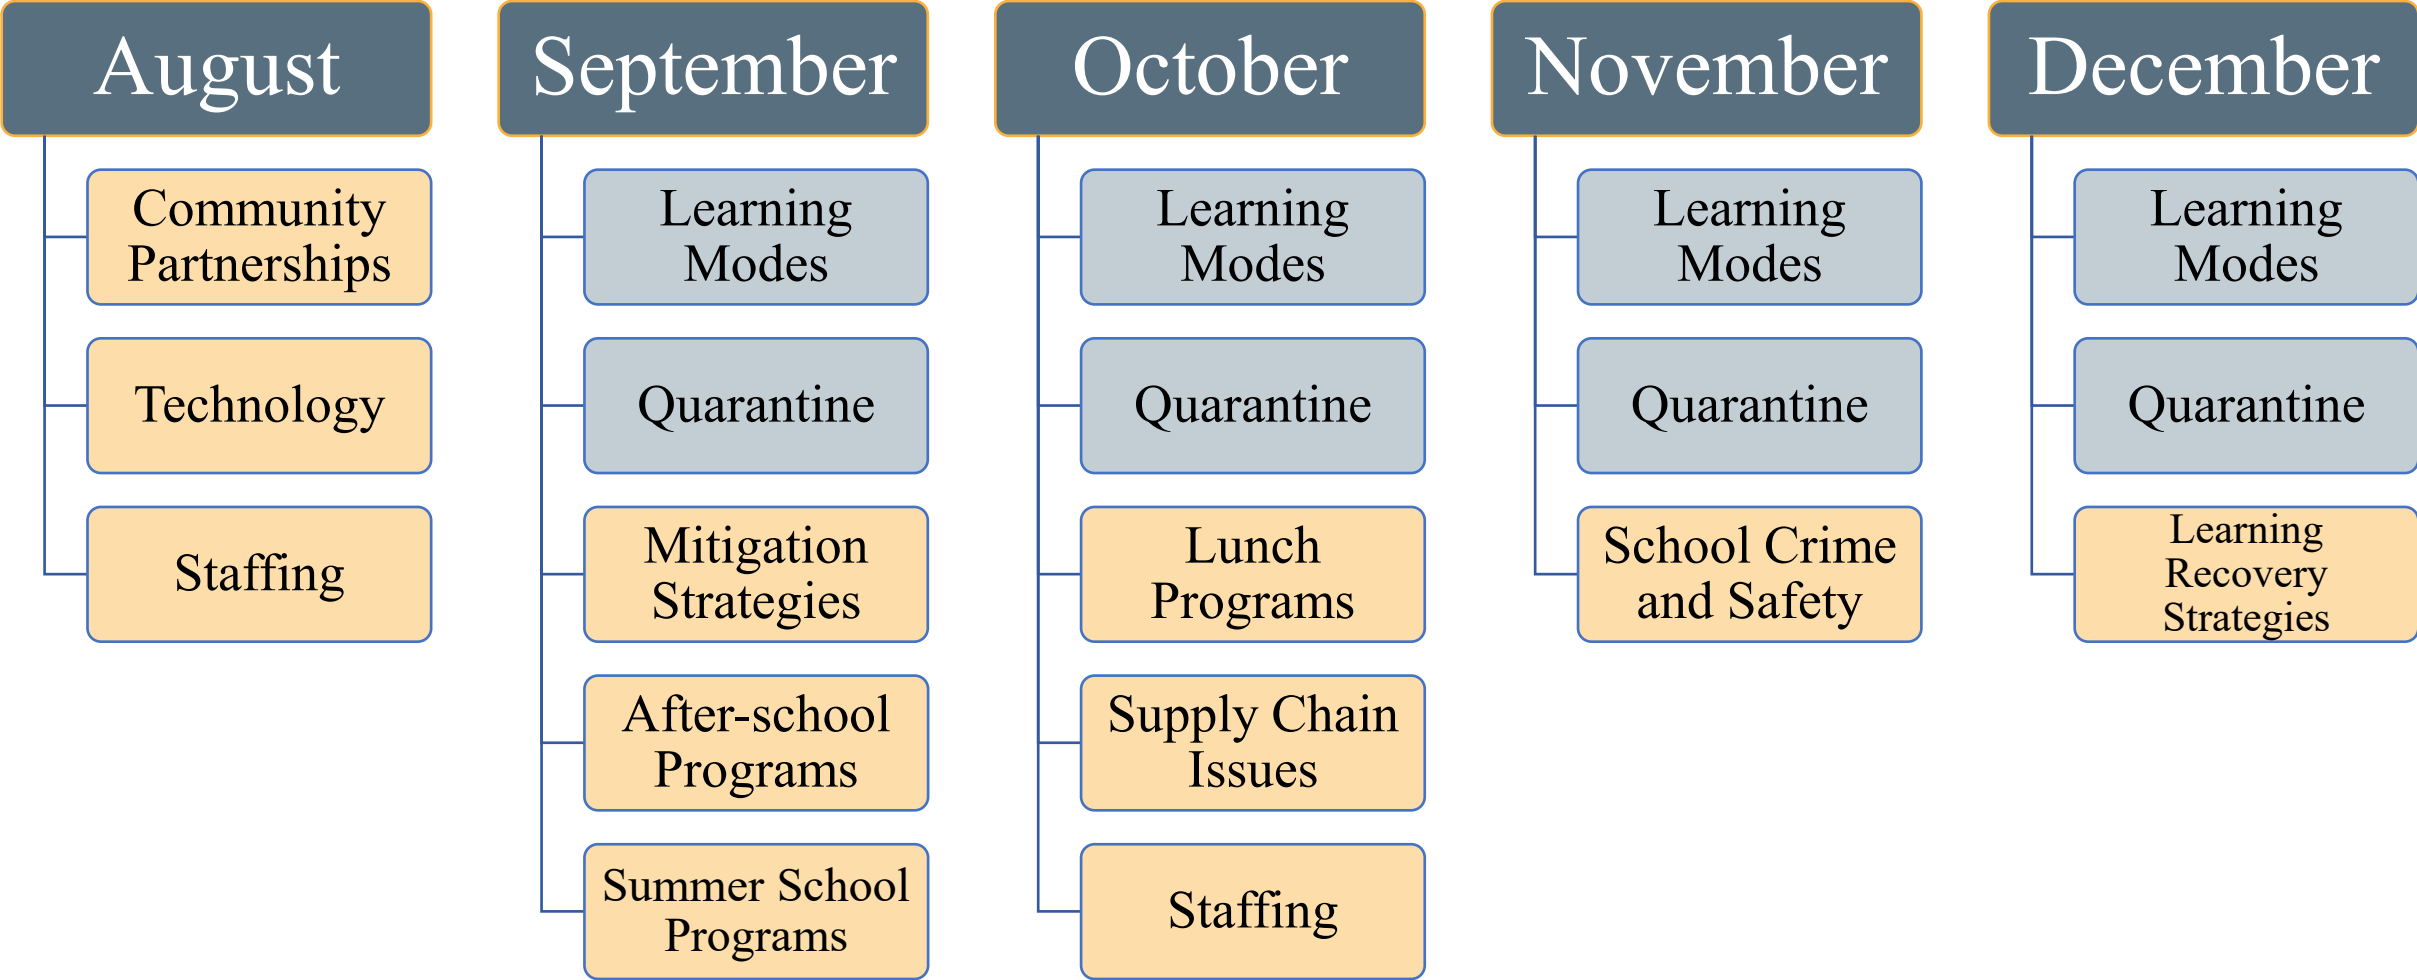 August
Community
Partnerships
Technology
Staffing
September
Learning
Modes
Quarantine
Mitigation
Strategies
After-school
Programs
Summer School
Programs
October
Learning
Modes
Quarantine
Lunch
Programs
Supply Chain
Issues
Staffing
November
Learning
Modes
Quarantine
School Crime
and Safety
December
Learning
Modes
Quarantine
Learning
Recovery
Strategies